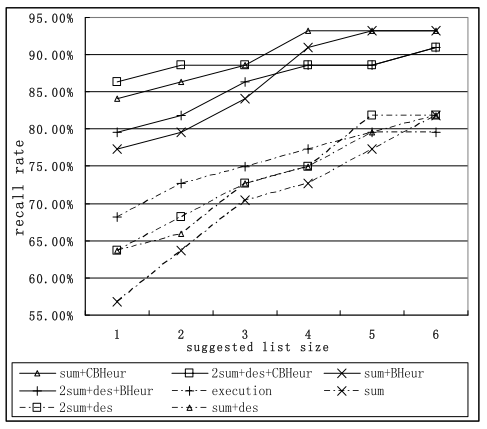 95.00%
90.00%
85.00%
80.00%
75.00%
70.00%
65.00%
60.00%
55.00%
recall rate
1 2 3 4 5 6
suggested list size
sum+CBHeur 2sum+des+CBHeur sum+BHeur
2sum+des+BHeur execution sum
2sum+des sum+des